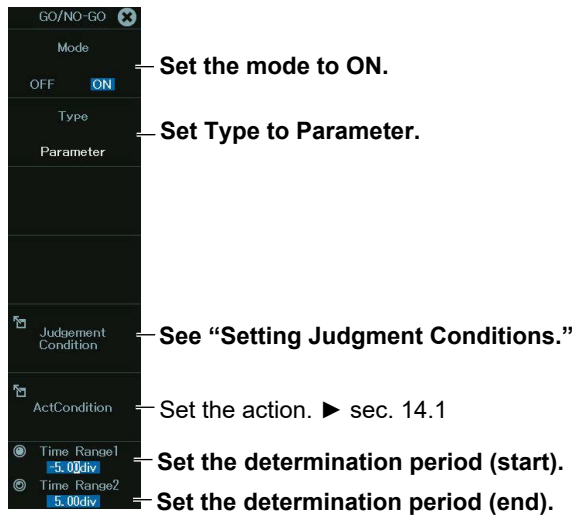 GO/NO-GO
Mode
OFF ON
Set the mode to ON.
Type
Parameter
Set Type to Parameter.
Judgement
Condition
See “Setting Judgment Conditions.”
ActCondition
Set the action. ► sec. 14.1
Time Range1
-5.00div
Set the determination period (start).
Time Range2
5.00div
Set the determination period (end).